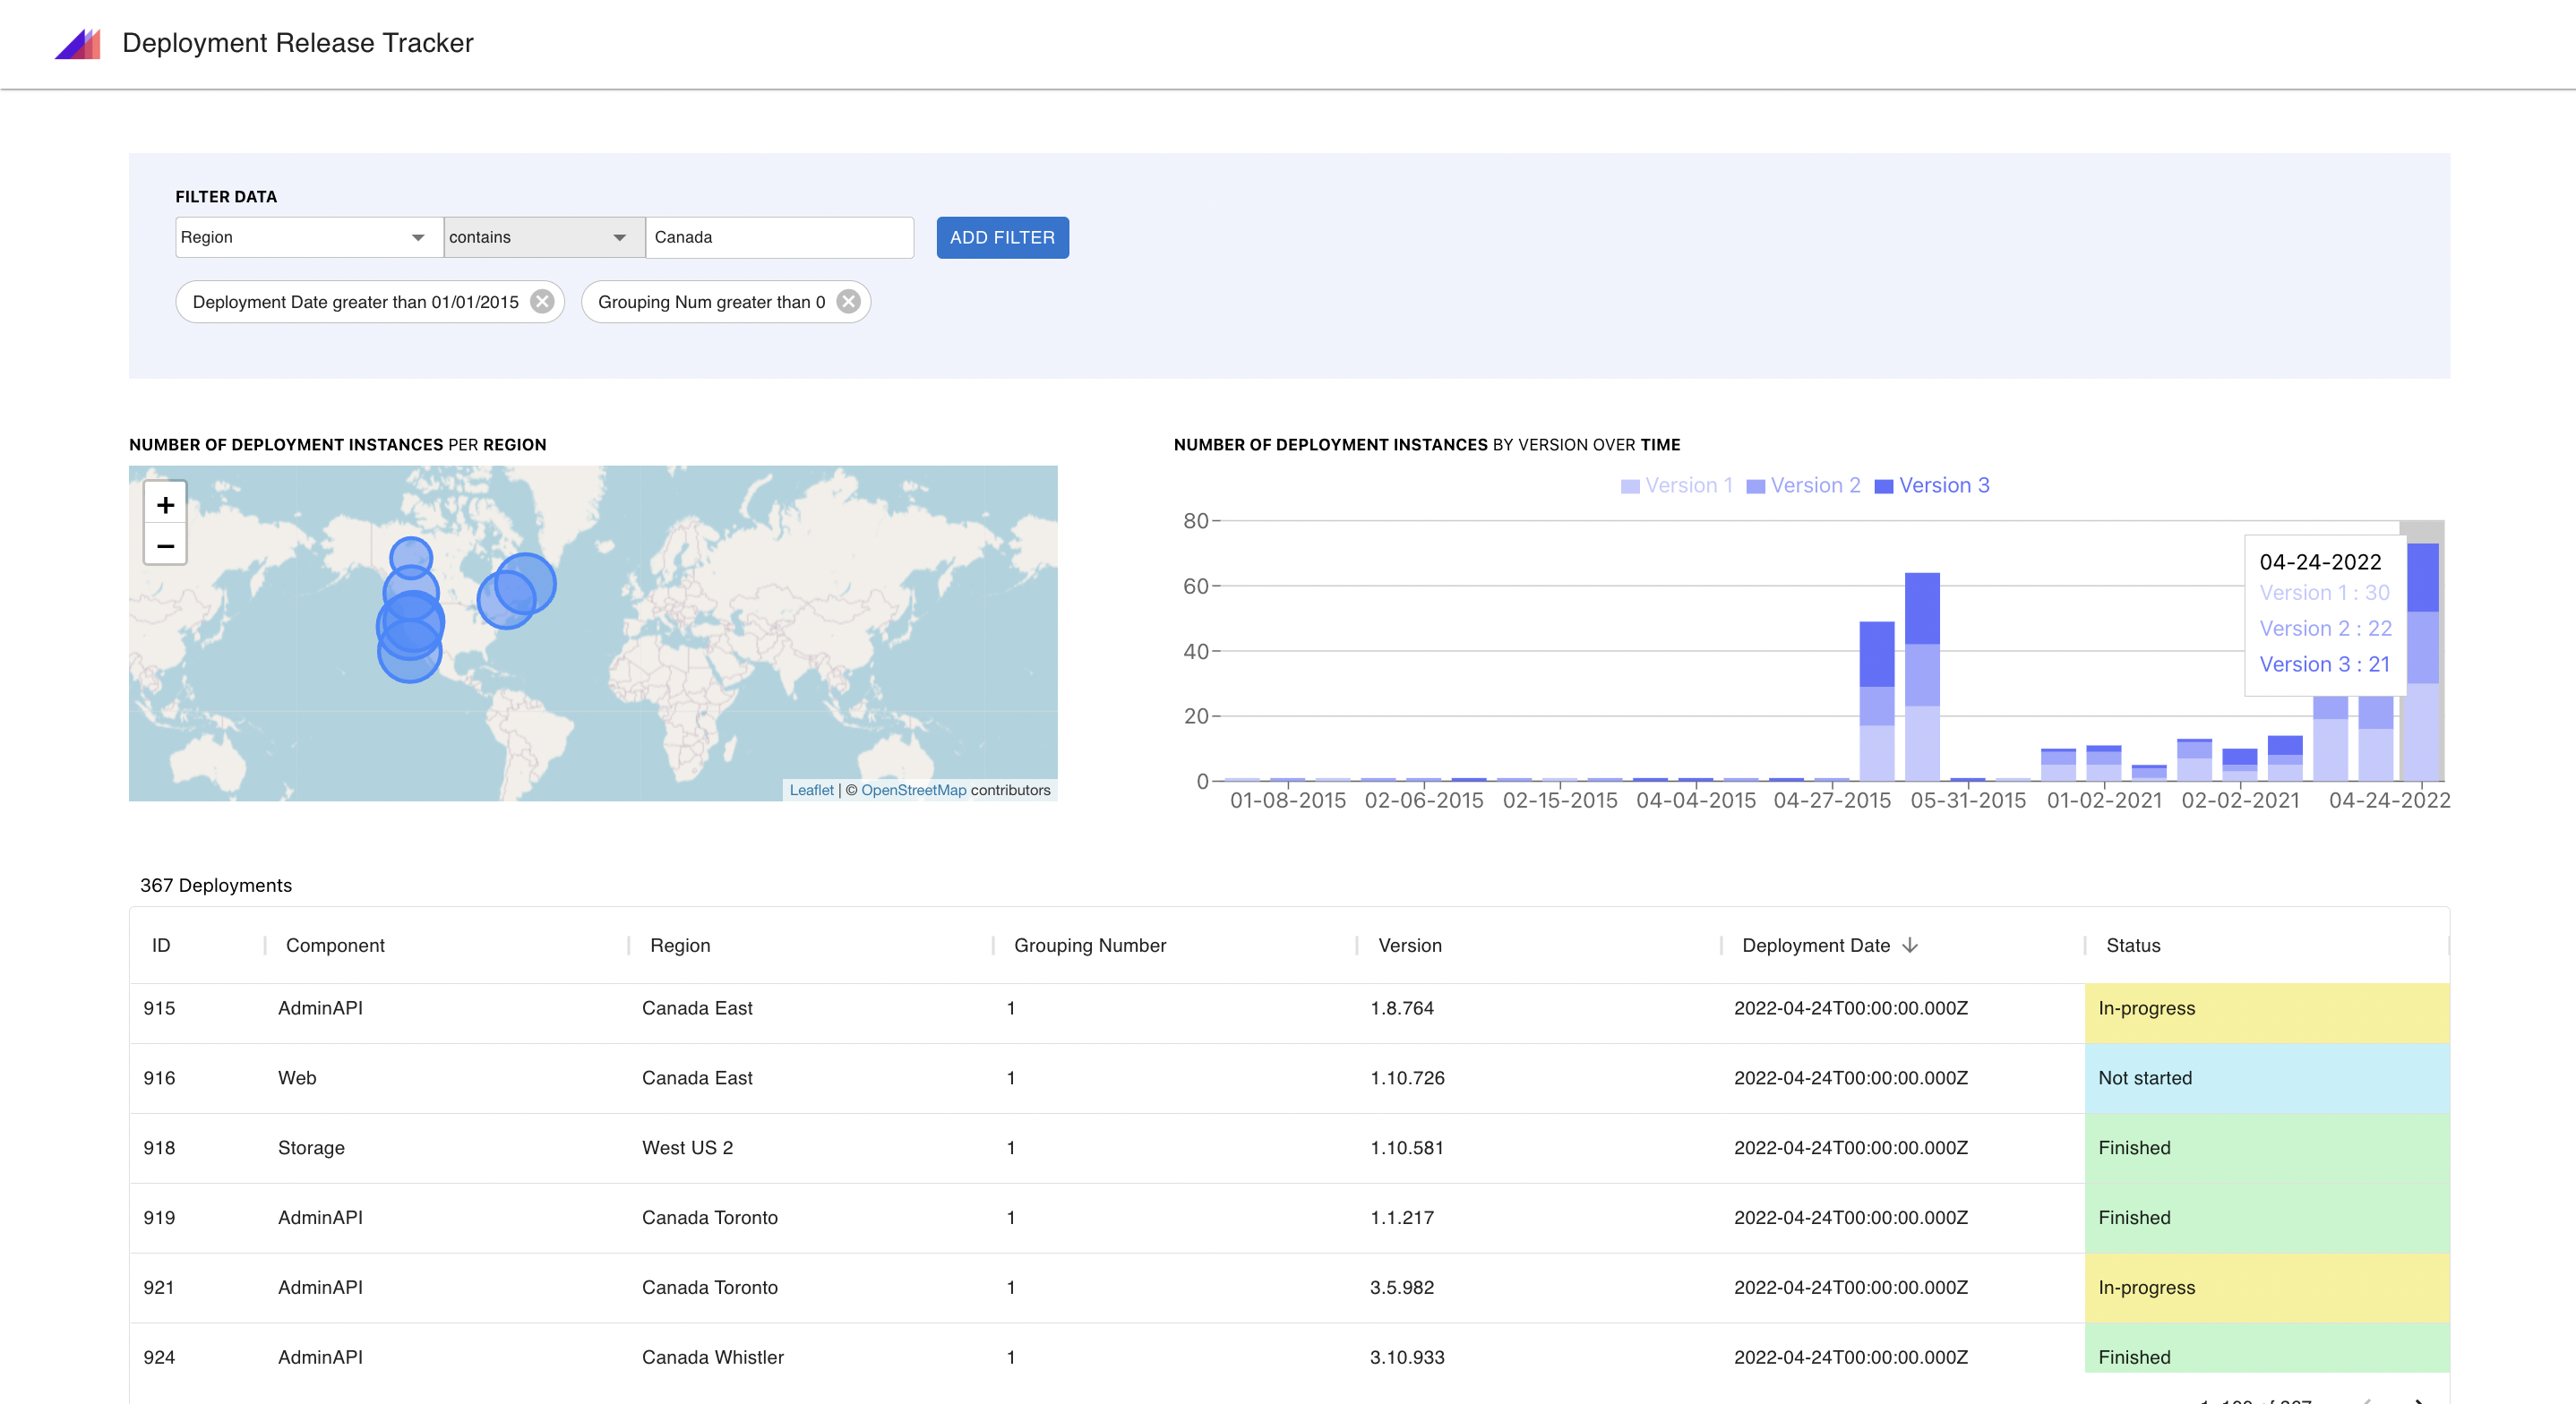 Deployment Release Tracker
FILTER DATA
Region contains Canada ADD FILTER
Deployment Date greater than 01/01/2015 Grouping Num greater than 0
NUMBER OF DEPLOYMENT INSTANCES PER REGION
+
−
Leaflet | © OpenStreetMap contributors
NUMBER OF DEPLOYMENT INSTANCES BY VERSION OVER TIME
Version 1 Version 2 Version 3
80
60
40
20
0
04-24-2022
Version 1 : 30
Version 2 : 22
Version 3 : 21
01-08-2015 02-06-2015 02-15-2015 04-04-2015 04-27-2015 05-31-2015 01-02-2021 02-02-2021 04-24-2022
367 Deployments
ID Component Region Grouping Number Version Deployment Date Status
915 AdminAPI Canada East 1 1.8.764 2022-04-24T00:00:00.000Z In-progress
916 Web Canada East 1 1.10.726 2022-04-24T00:00:00.000Z Not started
918 Storage West US 2 1 1.10.581 2022-04-24T00:00:00.000Z Finished
919 AdminAPI Canada Toronto 1 1.1.217 2022-04-24T00:00:00.000Z Finished
921 AdminAPI Canada Toronto 1 3.5.982 2022-04-24T00:00:00.000Z In-progress
924 AdminAPI Canada Whistler 1 3.10.933 2022-04-24T00:00:00.000Z Finished